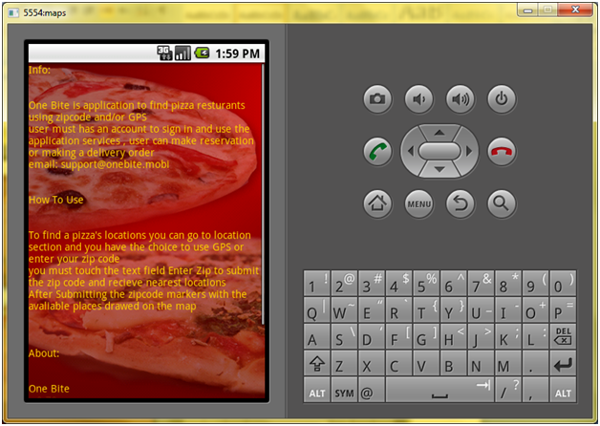 5554:maps
3G
1:59 PM
Info:
One Bite is application to find pizza resturants
using zipcode and/or GPS
user must has an account to sign in and use the
application services , user can make reservation
or making a delivery order
email: support@onebite.mobi
How To Use
To find a pizza's locations you can go to location
section and you have the choice to use GPS or
enter your zip code
you must touch the text field Enter Zip to submit
the zip code and recieve nearest locations
After Submitting the zipcode markers with the
available places drawed on the map
About:
One Bite
MENU
1 ! 2 @ 3 # 4 $ 5 % 6 ^ 7 & 8 * 9 ( 0 )
Q | W ~ E " R ` T { Y } U _ I - O + P =
A S \ D ' F [ G ] H < J > K ; L : DEL
Z X C V B N M .
ALT SYM @ / ? , ALT